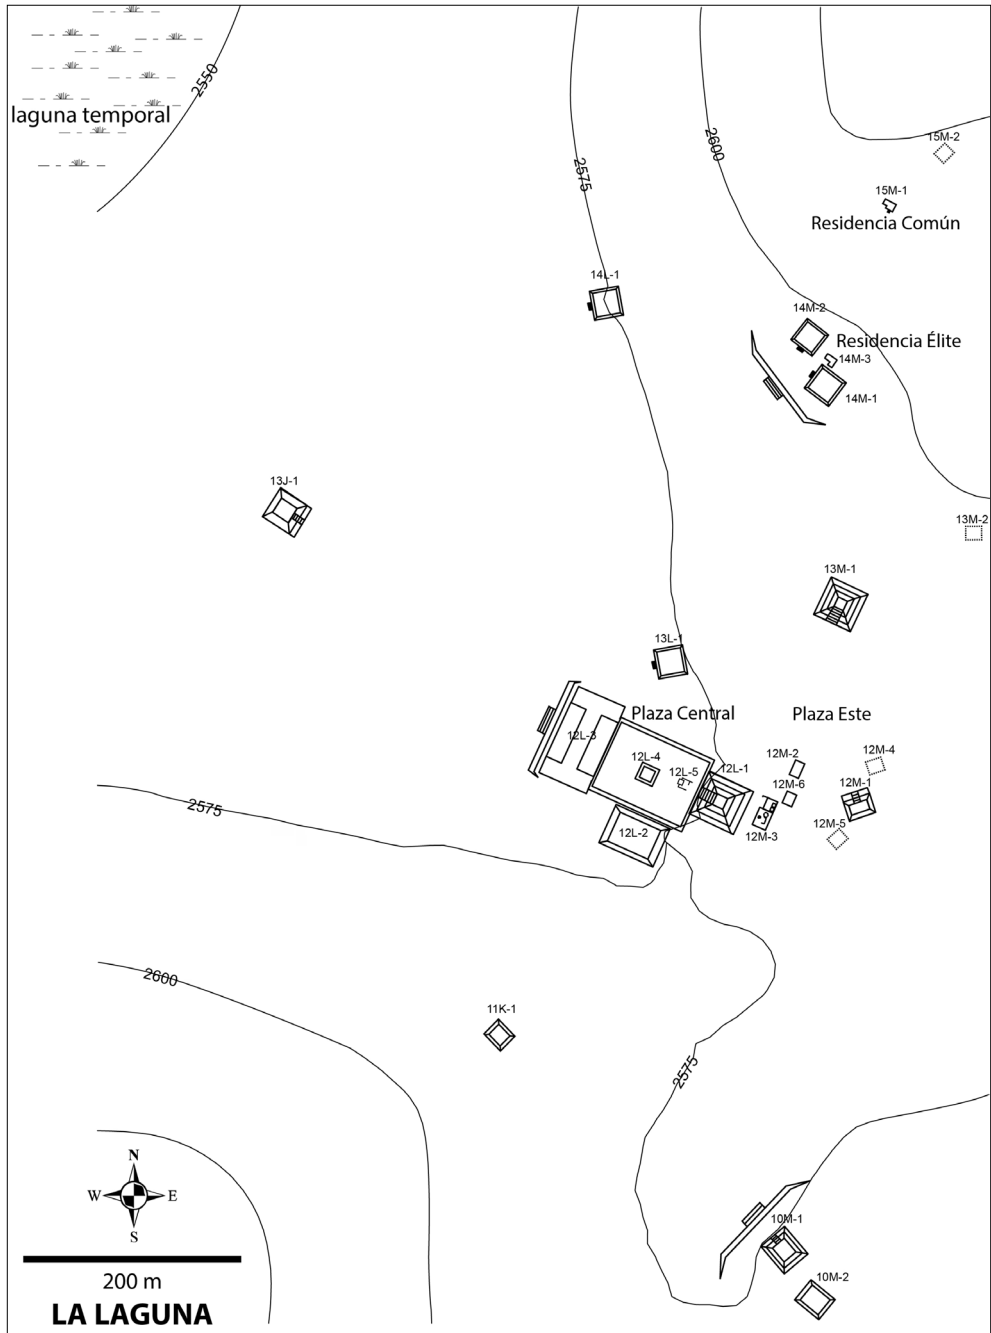 2550
laguna temporal
2600
15M-2
2575
15M-1
Residencia Común
14L-1
14M-2
Residencia Élite
14M-3
14M-1
13J-1
13M-2
13M-1
13L-1
Plaza Central
Plaza Este
12L-3
12L-4
12L-5
12L-1
12M-2
12M-4
12M-6
12M-1
2575
12L-2
12M-3
12M-5
2600
11K-1
2575
N
W
E
S
10M-1
10M-2
200 m
LA LAGUNA